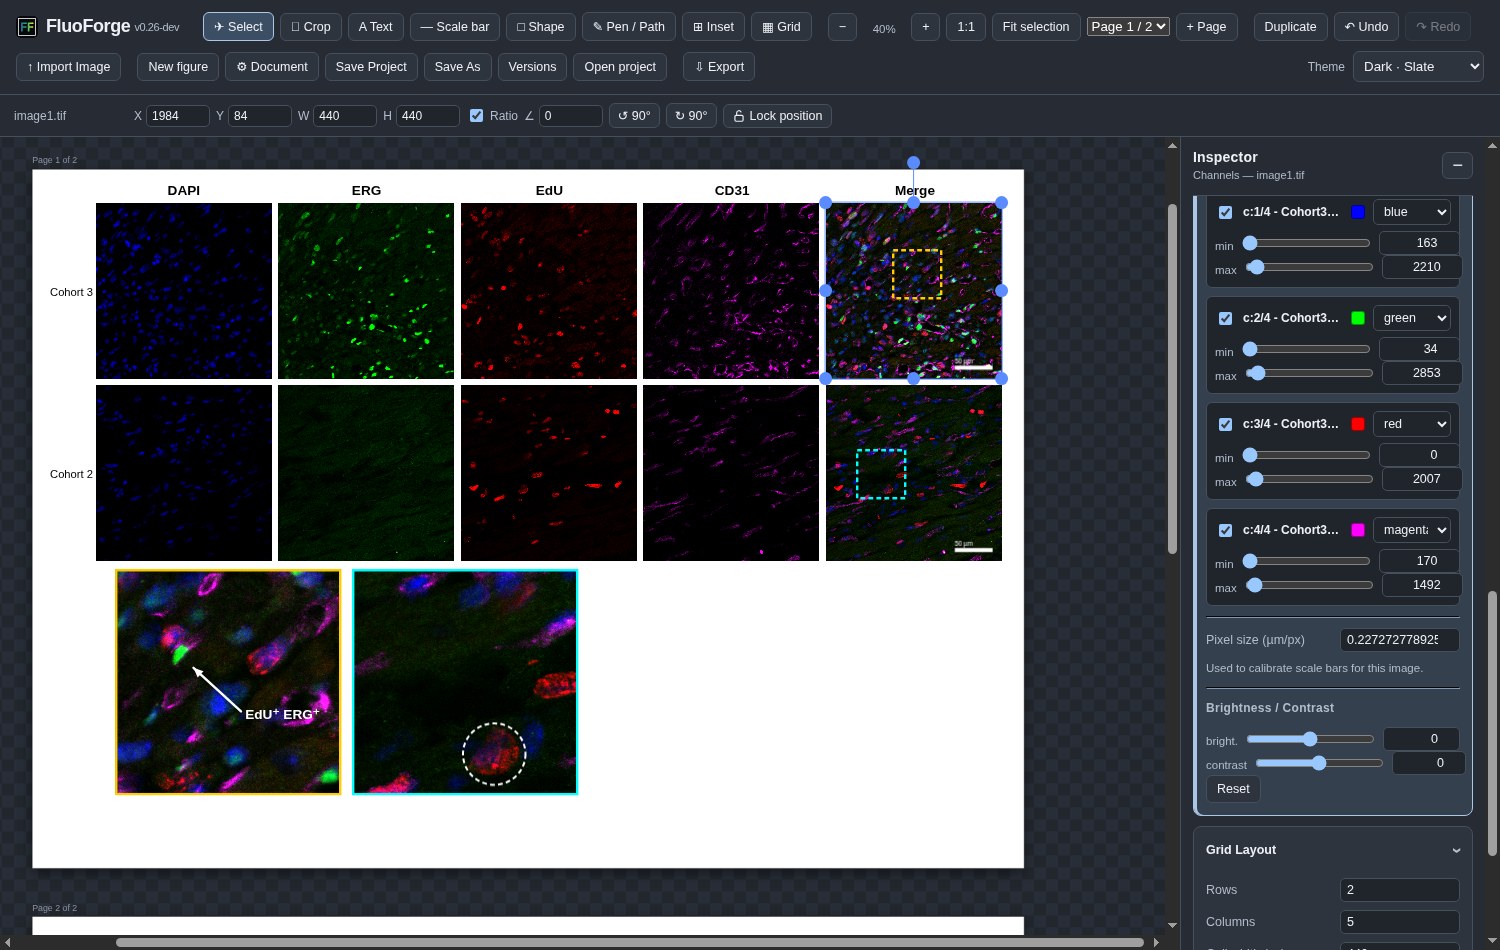 FF FluoForge v0.26-dev
Select Crop A Text Scale bar Shape Pen / Path Inset Grid − 40% + 1:1 Fit selection Page 1 / 2 + Page Duplicate Undo Redo
↑ Import Image New figure Document Save Project Save As Versions Open project Export Theme Dark · Slate
image1.tif X 1984 Y 84 W 440 H 440 Ratio ∠ 0 ↺ 90° ↻ 90° Lock position
Page 1 of 2
DAPI ERG EdU CD31 Merge
Cohort 3
50 µm
Cohort 2
50 µm
EdU⁺ ERG⁺
Page 2 of 2
Inspector
Channels — image1.tif
−
c:1/4 - Cohort3... blue
min 163
max 2210
c:2/4 - Cohort3... green
min 34
max 2853
c:3/4 - Cohort3... red
min 0
max 2007
c:4/4 - Cohort3... magenta
min 170
max 1492
Pixel size (µm/px) 0.227272778925
Used to calibrate scale bars for this image.
Brightness / Contrast
bright. 0
contrast 0
Reset
Grid Layout
Rows 2
Columns 5